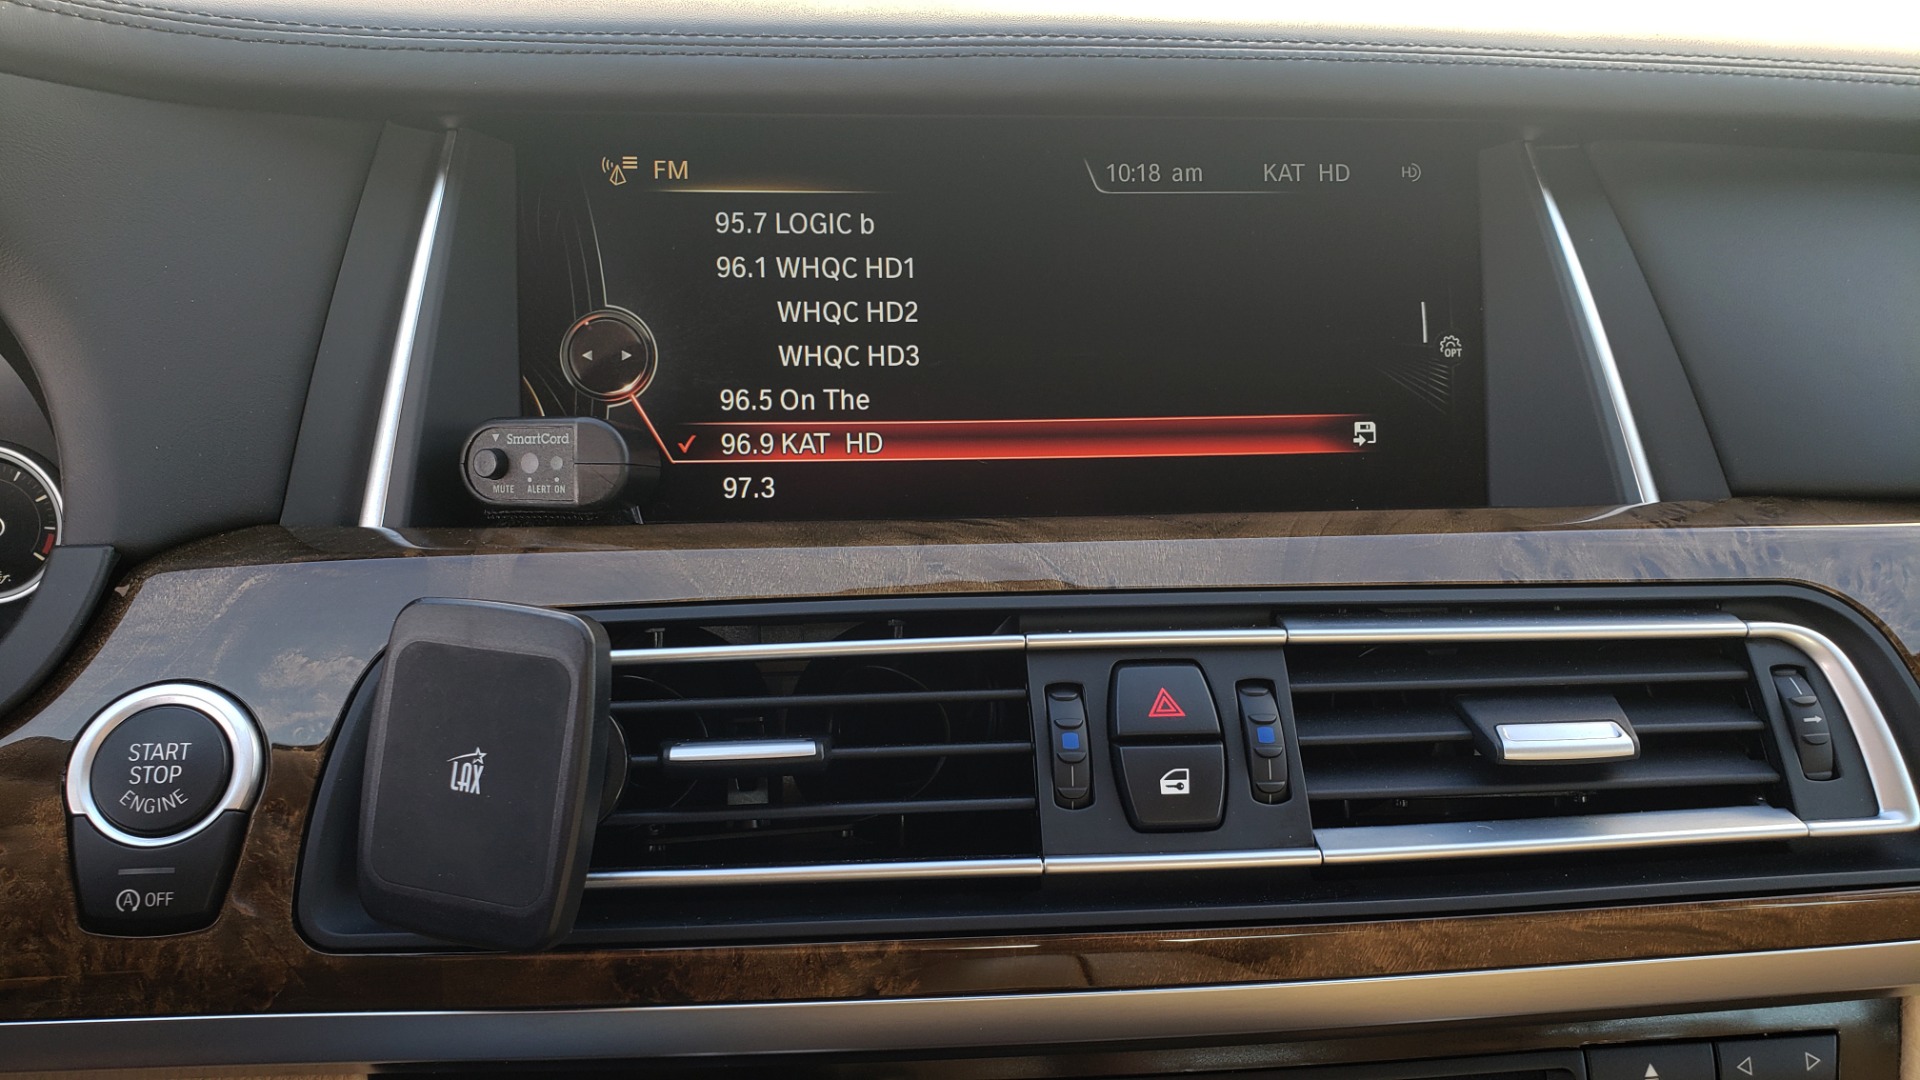 FM
10:18 am KAT HD HD
95.7 LOGIC b
96.1 WHQC HD1
WHQC HD2
WHQC HD3
OPT
96.5 On The
96.9 KAT HD
97.3
SmartCord
MUTE ALERT ON
LAX
START
STOP
ENGINE
A OFF